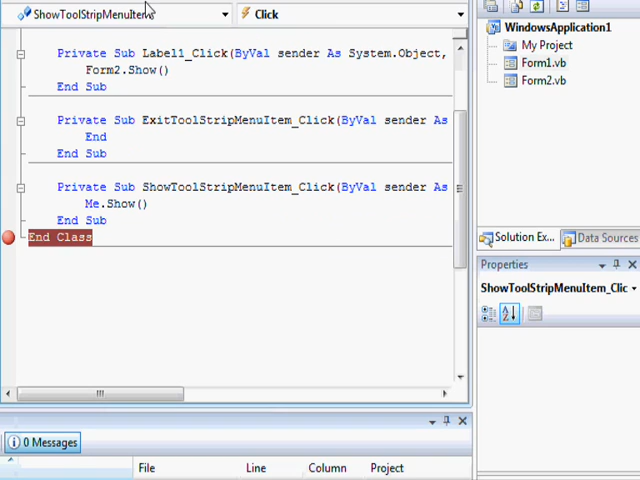 ShowToolStripMenuItem
Click
Private Sub Label1_Click(ByVal sender As System.Object,
Form2.Show()
End Sub
Private Sub ExitToolStripMenuItem_Click(ByVal sender As
End
End Sub
Private Sub ShowToolStripMenuItem_Click(ByVal sender As
Me.Show()
End Sub
End Class
WindowsApplication1
My Project
Form1.vb
Form2.vb
Solution Ex...
Data Sources
Properties
ShowToolStripMenuItem_Clic
0 Messages
File Line Column Project